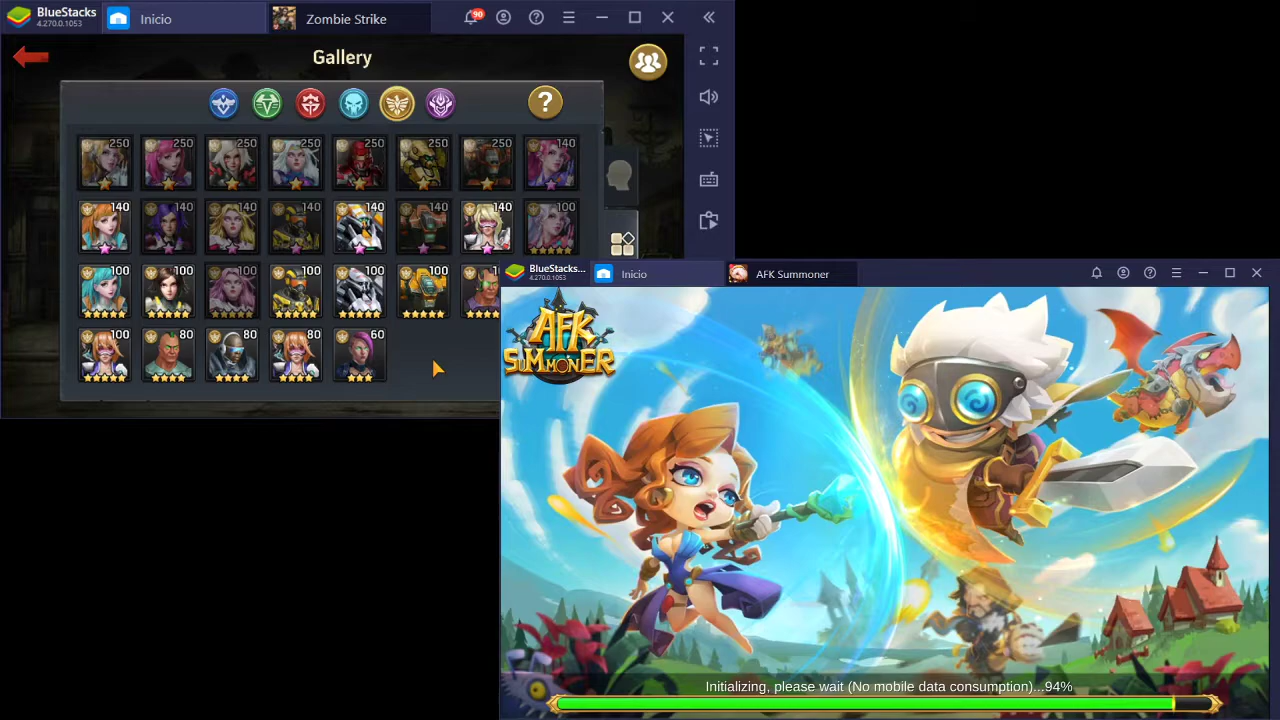 BlueStacks
4.270.0.1053
Inicio
Zombie Strike
90
Gallery
?
250 250 250 250 250 250 250 140
140 140 140 140 140 140 140 100
100 100 100 100 100 100
100 80 80 80 60
BlueStacks...
4.270.0.1053
Inicio
AFK Summoner
AFK
SUMMONER
Initializing, please wait (No mobile data consumption)...94%